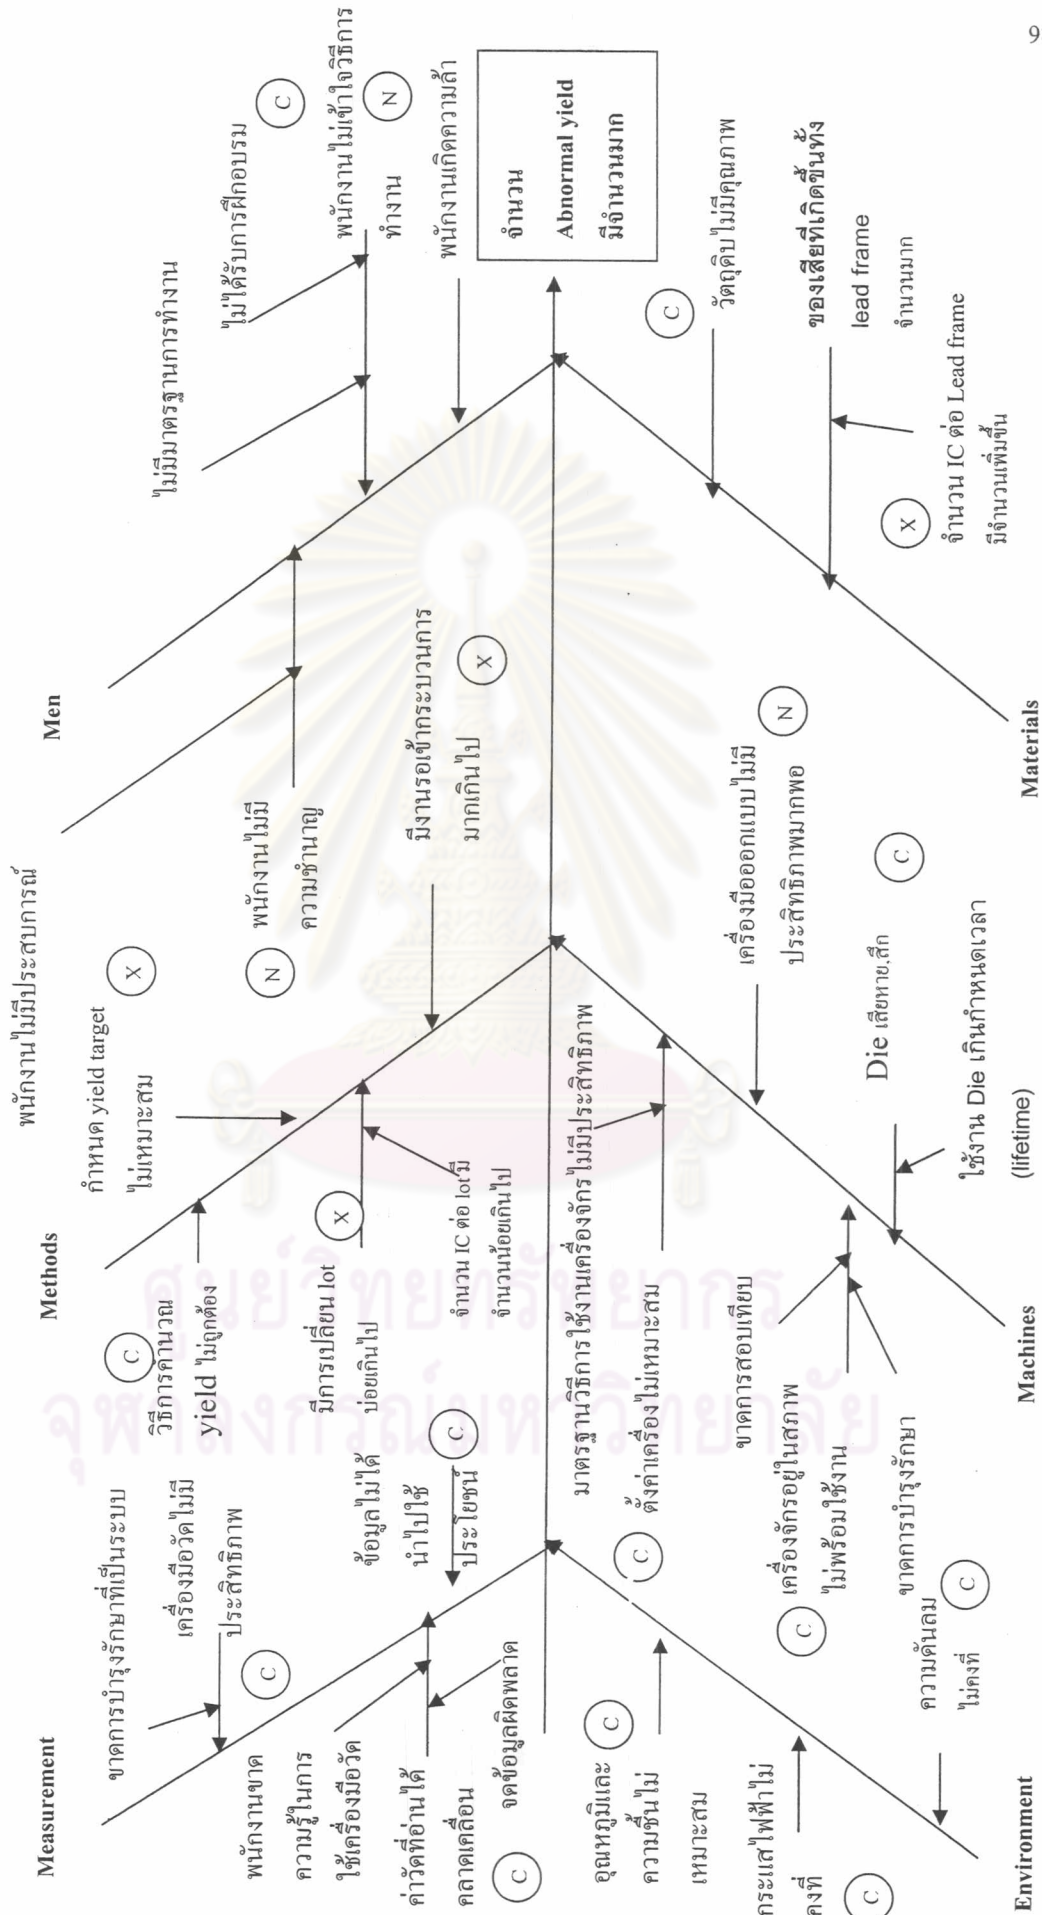 9
Measurement
ขาดการบำรุงรักษาที่เป็นระบบ
เครื่องมือวัดไม่มี
ประสิทธิภาพ
C
พนักงานขาด
ความรู้ในการ
ใช้เครื่องมือวัด
ค่าวัดที่อ่านได้
คลาดเคลื่อน
C
จดข้อมูลผิดพลาด
ข้อมูลไม่ได้
นำไปใช้
ประโยชน์
C
Methods
C
วิธีการคำนวณ
yield ไม่ถูกต้อง
กำหนด yield target
ไม่เหมาะสม
X
มีการเปลี่ยน lot
บ่อยเกินไป
X
จำนวน IC ต่อ lot มี
จำนวนน้อยเกินไป
มีงานรอเข้ากระบวนการ
มากเกินไป
X
Men
พนักงานไม่มีประสบการณ์
พนักงานไม่มี
ความชำนาญ
N
ไม่มีมาตรฐานการทำงาน
ไม่ได้รับการฝึกอบรม
C
พนักงานไม่เข้าใจวิธีการ
ทำงาน
N
พนักงานเกิดความล้า
จำนวน
Abnormal yield
มีจำนวนมาก
Environment
อุณหภูมิและ
ความชื้นไม่
เหมาะสม
C
กระแสไฟฟ้าไม่
คงที่
C
ความดันลม
ไม่คงที่
C
Machines
มาตรฐานวิธีการใช้งานเครื่องจักรไม่มีประสิทธิภาพ
ตั้งค่าเครื่องไม่เหมาะสม
C
ขาดการสอบเทียบ
เครื่องจักรอยู่ในสภาพ
ไม่พร้อมใช้งาน
C
ขาดการบำรุงรักษา
เครื่องมือออกแบบไม่มี
ประสิทธิภาพมากพอ
N
Die เสียหาย.สึก
C
ใช้งาน Die เกินกำหนดเวลา
(lifetime)
Materials
C
วัตถุดิบไม่มีคุณภาพ
ของเสียที่เกิดขึ้นทั้ง
lead frame
จำนวนมาก
X
จำนวน IC ต่อ Lead frame
มีจำนวนเพิ่มขึ้น
ศูนย์วิทยทรัพยากร
จุฬาลงกรณ์มหาวิทยาลัย